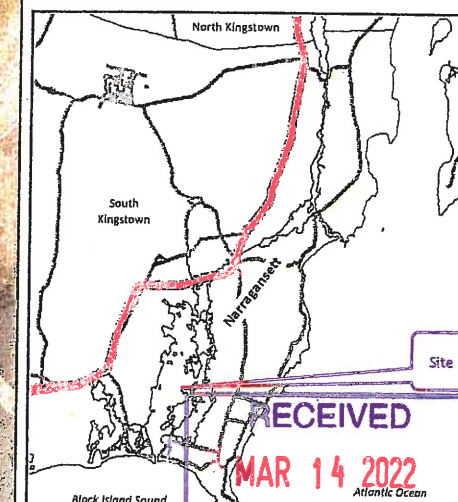 North Kingstown
South
Kingstown
Narragansett
Site
RECEIVED
MAR 14 2022
Block Island Sound
Atlantic Ocean